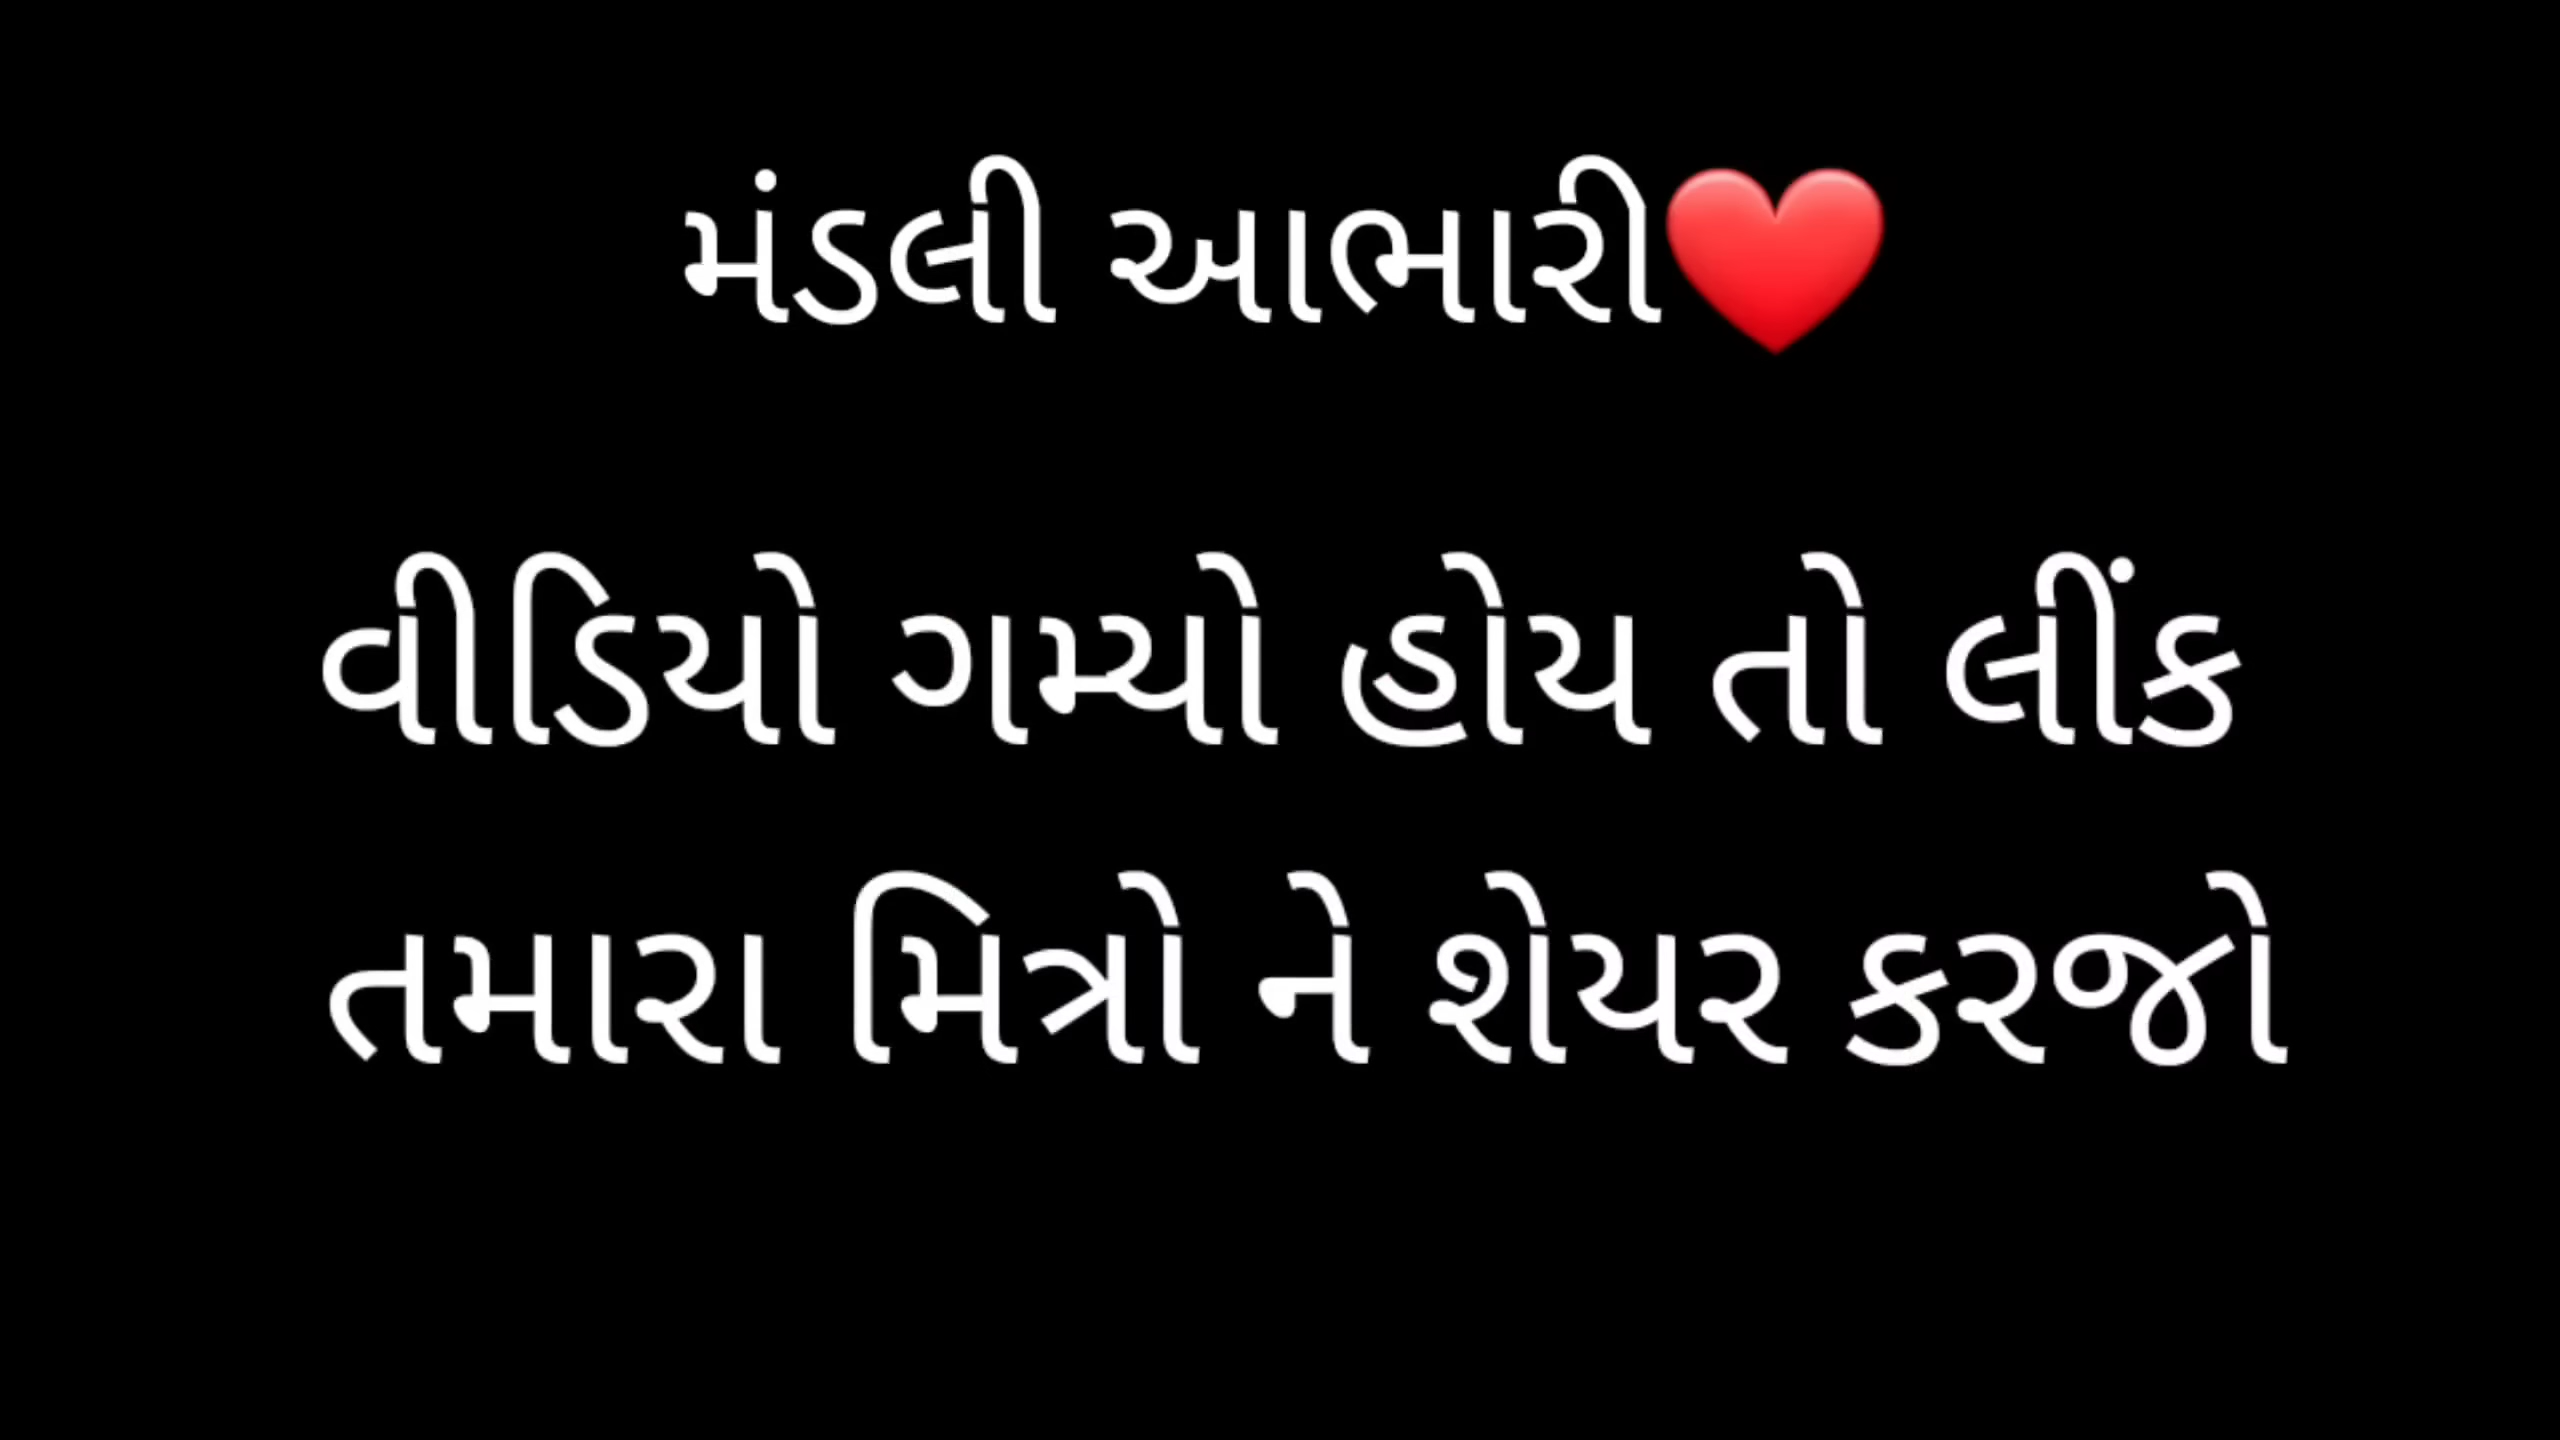 મંડલી આભારી❤️
વીડિયો ગમ્યો હોય તો લીંક
તમારા મિત્રો ને શેયર કરજો